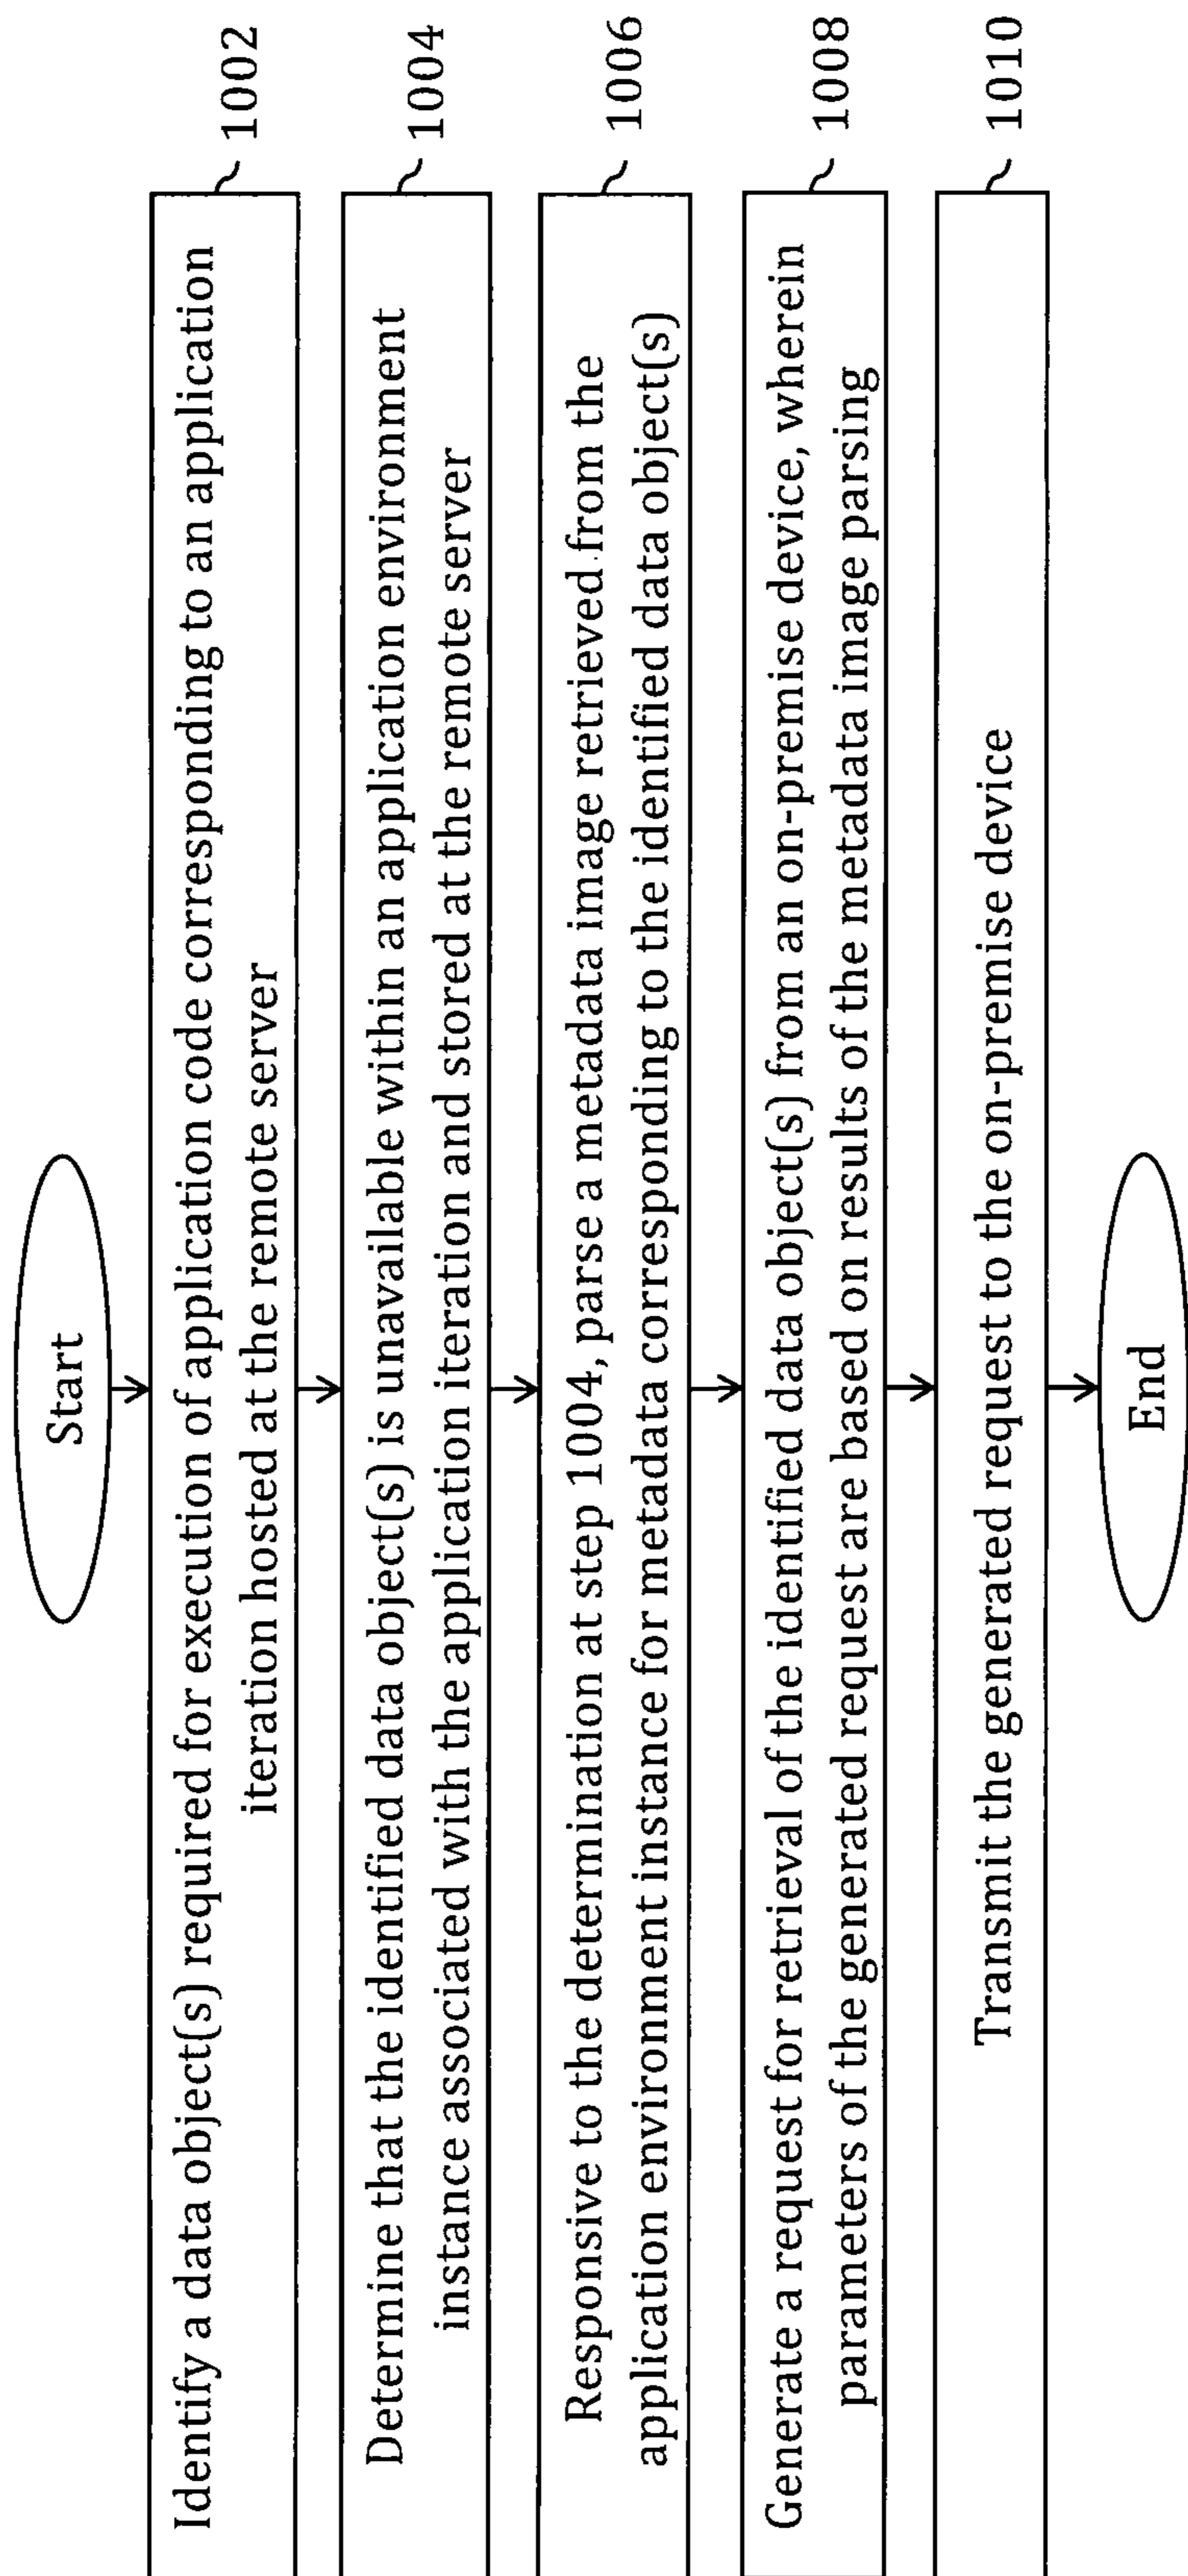 Start
Identify a data object(s) required for execution of application code corresponding to an application
iteration hosted at the remote server
1002
Determine that the identified data object(s) is unavailable within an application environment
instance associated with the application iteration and stored at the remote server
1004
Responsive to the determination at step 1004, parse a metadata image retrieved from the
application environment instance for metadata corresponding to the identified data object(s)
1006
Generate a request for retrieval of the identified data object(s) from an on-premise device, wherein
parameters of the generated request are based on results of the metadata image parsing
1008
Transmit the generated request to the on-premise device
1010
End